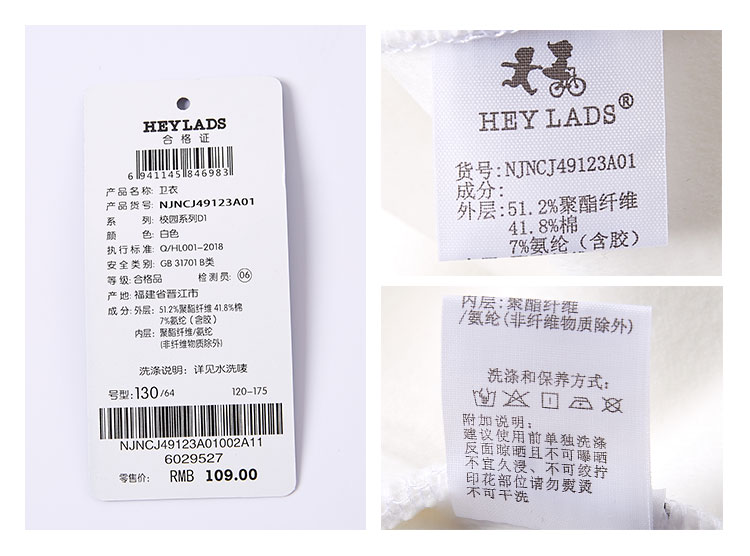 HEYLADS
合格证
6 941145 846983
产品名称: 卫衣
产品货号: NJNCJ49123A01
系 列: 校园系列D1
颜 色: 白色
执行标准: Q/HL001-2018
安全类别: GB 31701 B类
等级: 合格品 检测员: 06
产 地: 福建省晋江市
成 分: 外层: 51.2%聚酯纤维 41.8%棉
7%氨纶(含胶)
内层: 聚酯纤维/氨纶
(非纤维物质除外)
洗涤说明: 详见水洗唛
号型: 130/64 120-175
NJNCJ49123A01002A11
6029527
零售价: RMB 109.00
HEY LADS®
货号: NJNCJ49123A01
成分:
外层: 51.2%聚酯纤维
41.8%棉
7%氨纶(含胶)
内层: 聚酯纤维
/氨纶(非纤维物质除外)
洗涤和保养方式:
附加说明:
建议使用前单独洗涤
反面晾晒且不可曝晒
不宜久浸、不可绞拧
印花部位请勿熨烫
不可干洗